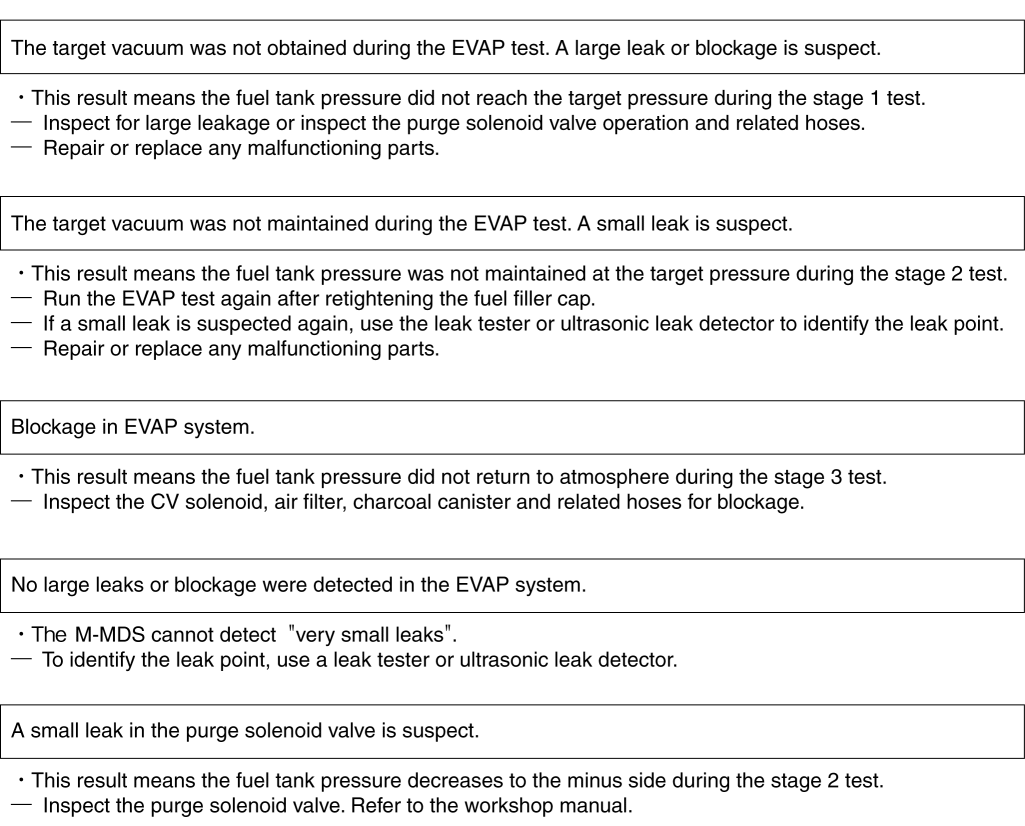 The target vacuum was not obtained during the EVAP test. A large leak or blockage is suspect.
・This result means the fuel tank pressure did not reach the target pressure during the stage 1 test.
— Inspect for large leakage or inspect the purge solenoid valve operation and related hoses.
— Repair or replace any malfunctioning parts.
The target vacuum was not maintained during the EVAP test. A small leak is suspect.
・This result means the fuel tank pressure was not maintained at the target pressure during the stage 2 test.
— Run the EVAP test again after retightening the fuel filler cap.
— If a small leak is suspected again, use the leak tester or ultrasonic leak detector to identify the leak point.
— Repair or replace any malfunctioning parts.
Blockage in EVAP system.
・This result means the fuel tank pressure did not return to atmosphere during the stage 3 test.
— Inspect the CV solenoid, air filter, charcoal canister and related hoses for blockage.
No large leaks or blockage were detected in the EVAP system.
・The M-MDS cannot detect "very small leaks".
— To identify the leak point, use a leak tester or ultrasonic leak detector.
A small leak in the purge solenoid valve is suspect.
・This result means the fuel tank pressure decreases to the minus side during the stage 2 test.
— Inspect the purge solenoid valve. Refer to the workshop manual.